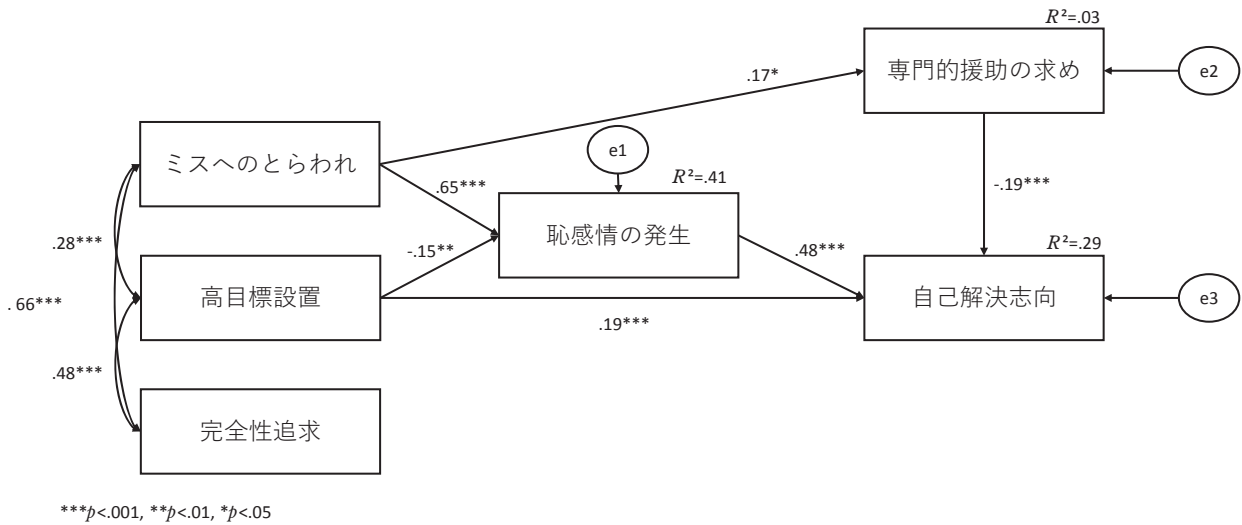 R²=.03
専門的援助の求め
e2
.17*
ミスへのとらわれ
e1
R²=.41
.65***
恥感情の発生
-.19***
.28***
-.15**
.48***
R²=.29
高目標設置
自己解決志向
e3
. 66***
.19***
.48***
完全性追求
***p<.001, **p<.01, *p<.05